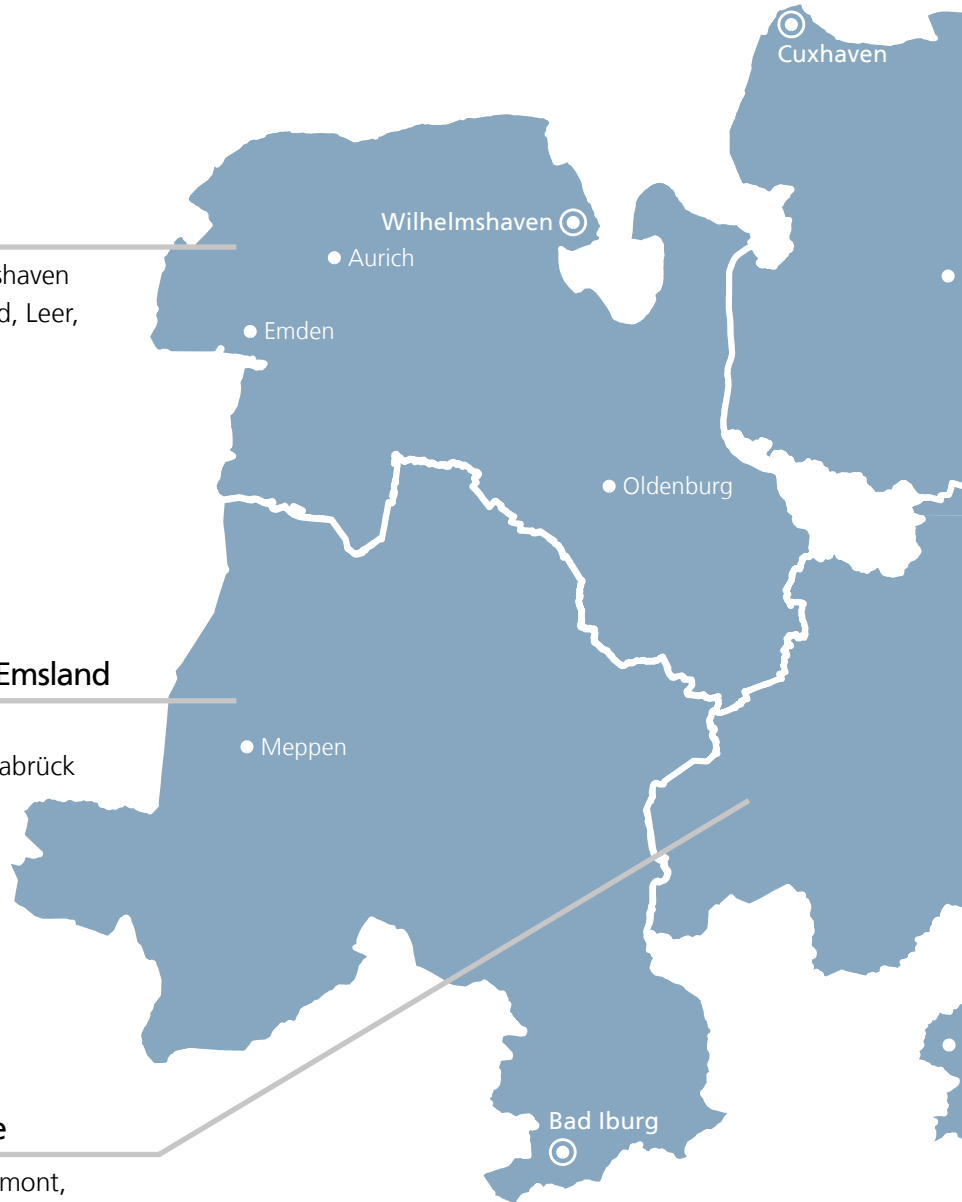 Cuxhaven
Wilhelmshaven
Aurich
shaven
d, Leer,
Emden
Oldenburg
Emsland
Meppen
abrück
Bad Iburg
e
mont,